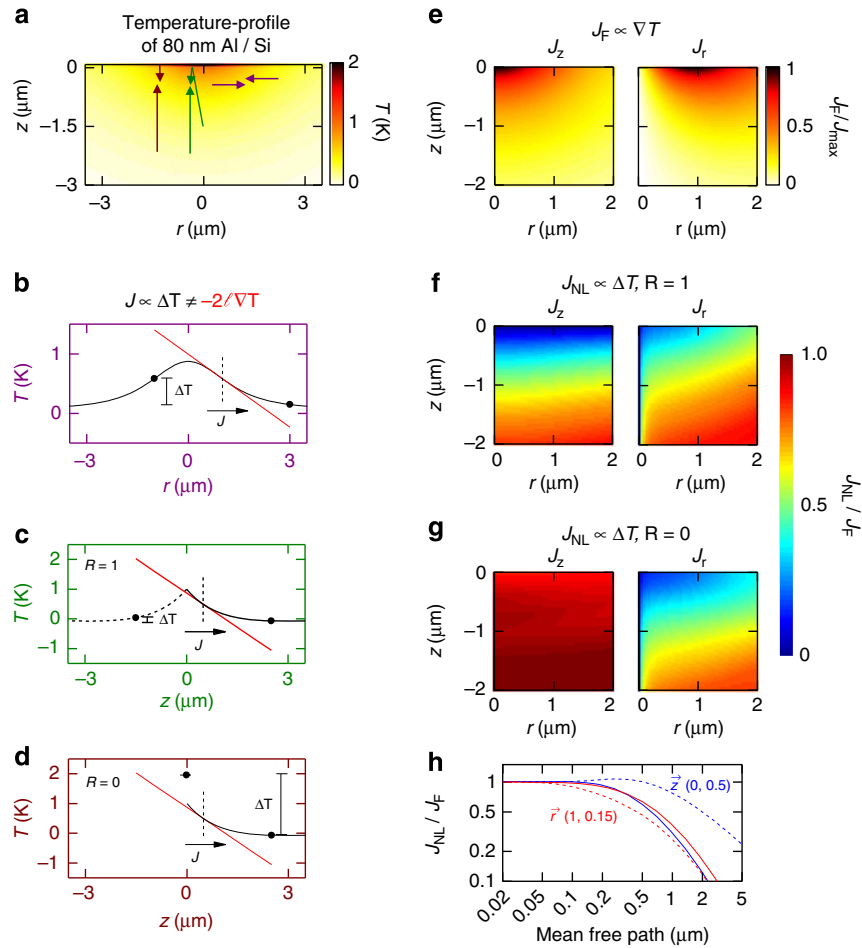 a
Temperature-profile
of 80 nm Al / Si
z (μm)
0
−1.5
−3
−3 0 3
r (μm)
2
1
0
T (K)
b
J ∝ ΔT ≠ −2ℓ∇T
T (K)
1
0
ΔT
J
−3 0 3
r (μm)
c
R = 1
T (K)
2
1
0
−1
ΔT
J
−3 0 3
z (μm)
d
R = 0
T (K)
2
1
0
−1
ΔT
J
−3 0 3
z (μm)
e
J_F ∝ ∇T
J_z J_r
z (μm)
0
−1
−2
0 1 2 0 1 2
r (μm) r (μm)
1
0.5
0
J_F/J_max
f
J_NL ∝ ΔT, R = 1
J_z J_r
z (μm)
0
−1
−2
0 1 2 0 1 2
r (μm) r (μm)
g
J_NL ∝ ΔT, R = 0
J_z J_r
z (μm)
0
−1
−2
0 1 2 0 1 2
r (μm) r (μm)
1.0
0.5
0
J_NL / J_F
h
J_NL / J_F
1
0.5
0.2
0.1
z⃗ (0, 0.5)
r⃗ (1, 0.15)
0.02 0.05 0.1 0.2 0.5 1 2 5
Mean free path (μm)